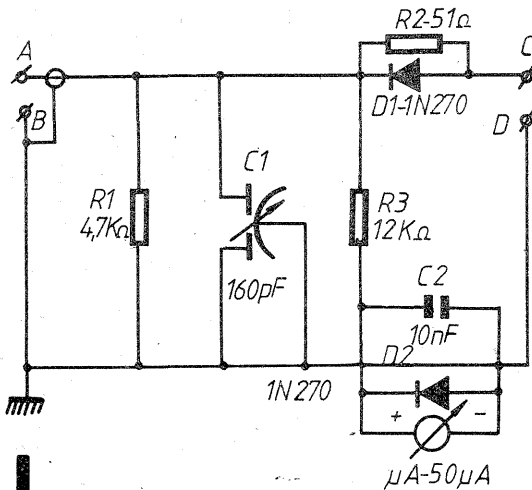 R2-51Ω
A
C
D1-1N270
B
D
C1
R1
4,7KΩ
R3
12KΩ
160pF
C2
10nF
D2
1N270
+
-
μA-50μA